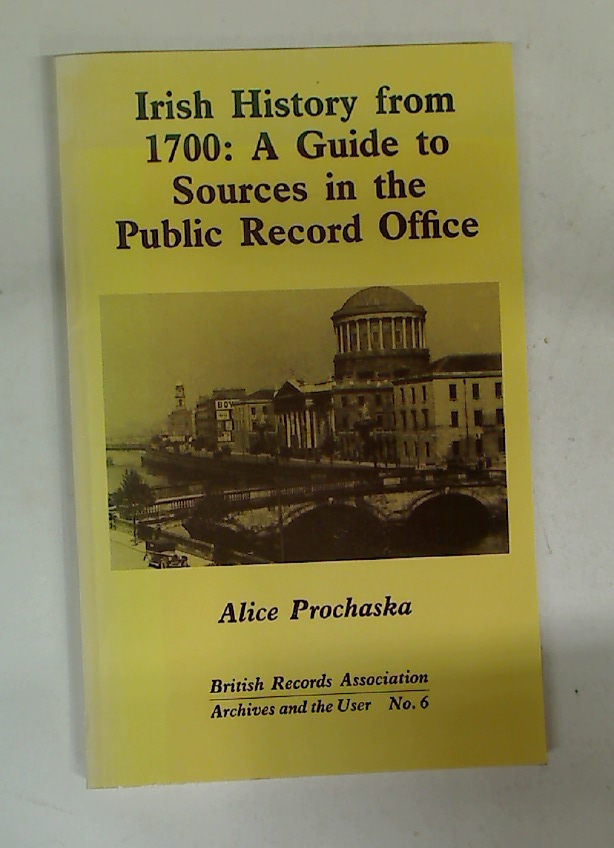 Irish History from
1700: A Guide to
Sources in the
Public Record Office
BOV
Alice Prochaska
British Records Association
Archives and the User No. 6